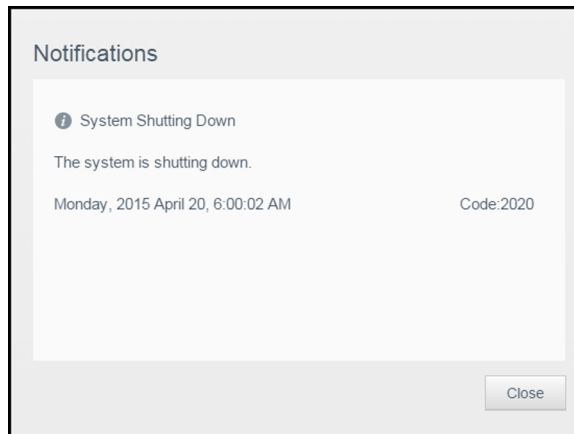 Notifications
System Shutting Down
The system is shutting down.
Monday, 2015 April 20, 6:00:02 AM Code:2020
Close